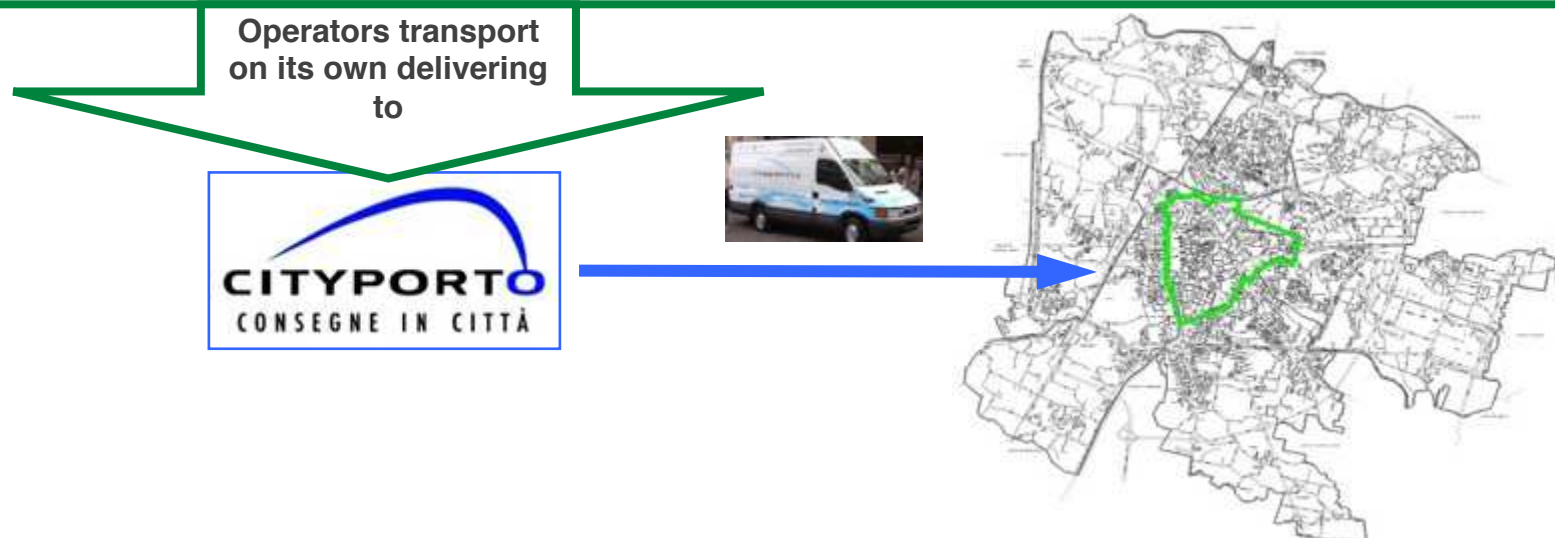 Operators transport
on its own delivering
to
CITYPORTO
CONSEGNE IN CITTÀ